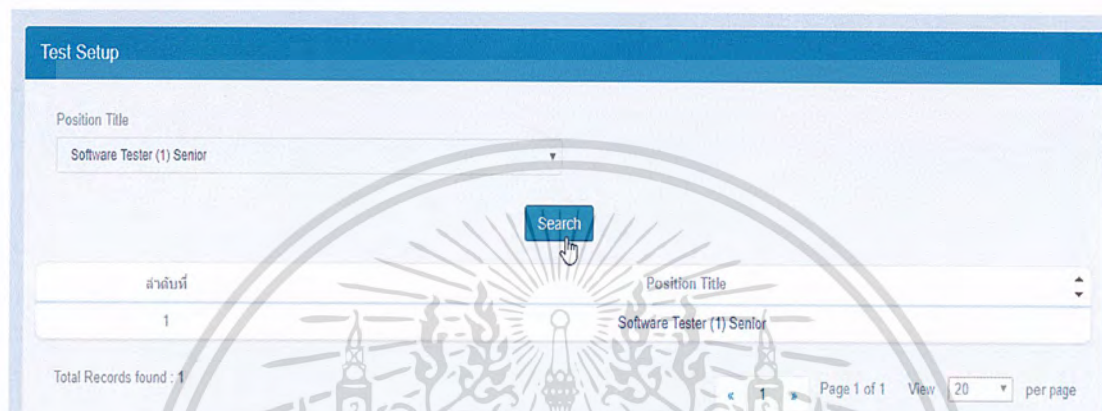 Test Setup
Position Title
Software Tester (1) Senior
Search
ลำดับที่ Position Title
1 Software Tester (1) Senior
Total Records found : 1 « 1 » Page 1 of 1 View 20 per page